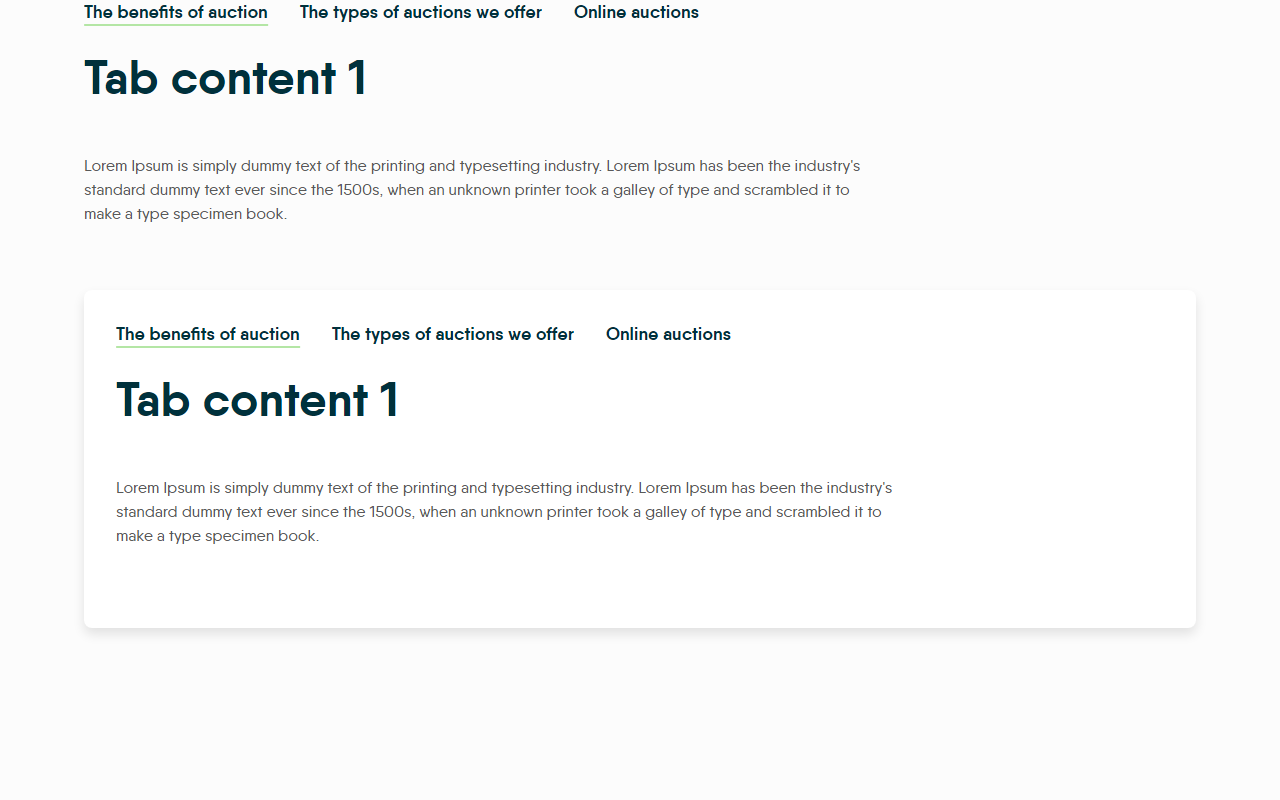 The benefits of auction The types of auctions we offer Online auctions
Tab content 1
Lorem Ipsum is simply dummy text of the printing and typesetting industry. Lorem Ipsum has been the industry's
standard dummy text ever since the 1500s, when an unknown printer took a galley of type and scrambled it to
make a type specimen book.
The benefits of auction The types of auctions we offer Online auctions
Tab content 1
Lorem Ipsum is simply dummy text of the printing and typesetting industry. Lorem Ipsum has been the industry's
standard dummy text ever since the 1500s, when an unknown printer took a galley of type and scrambled it to
make a type specimen book.